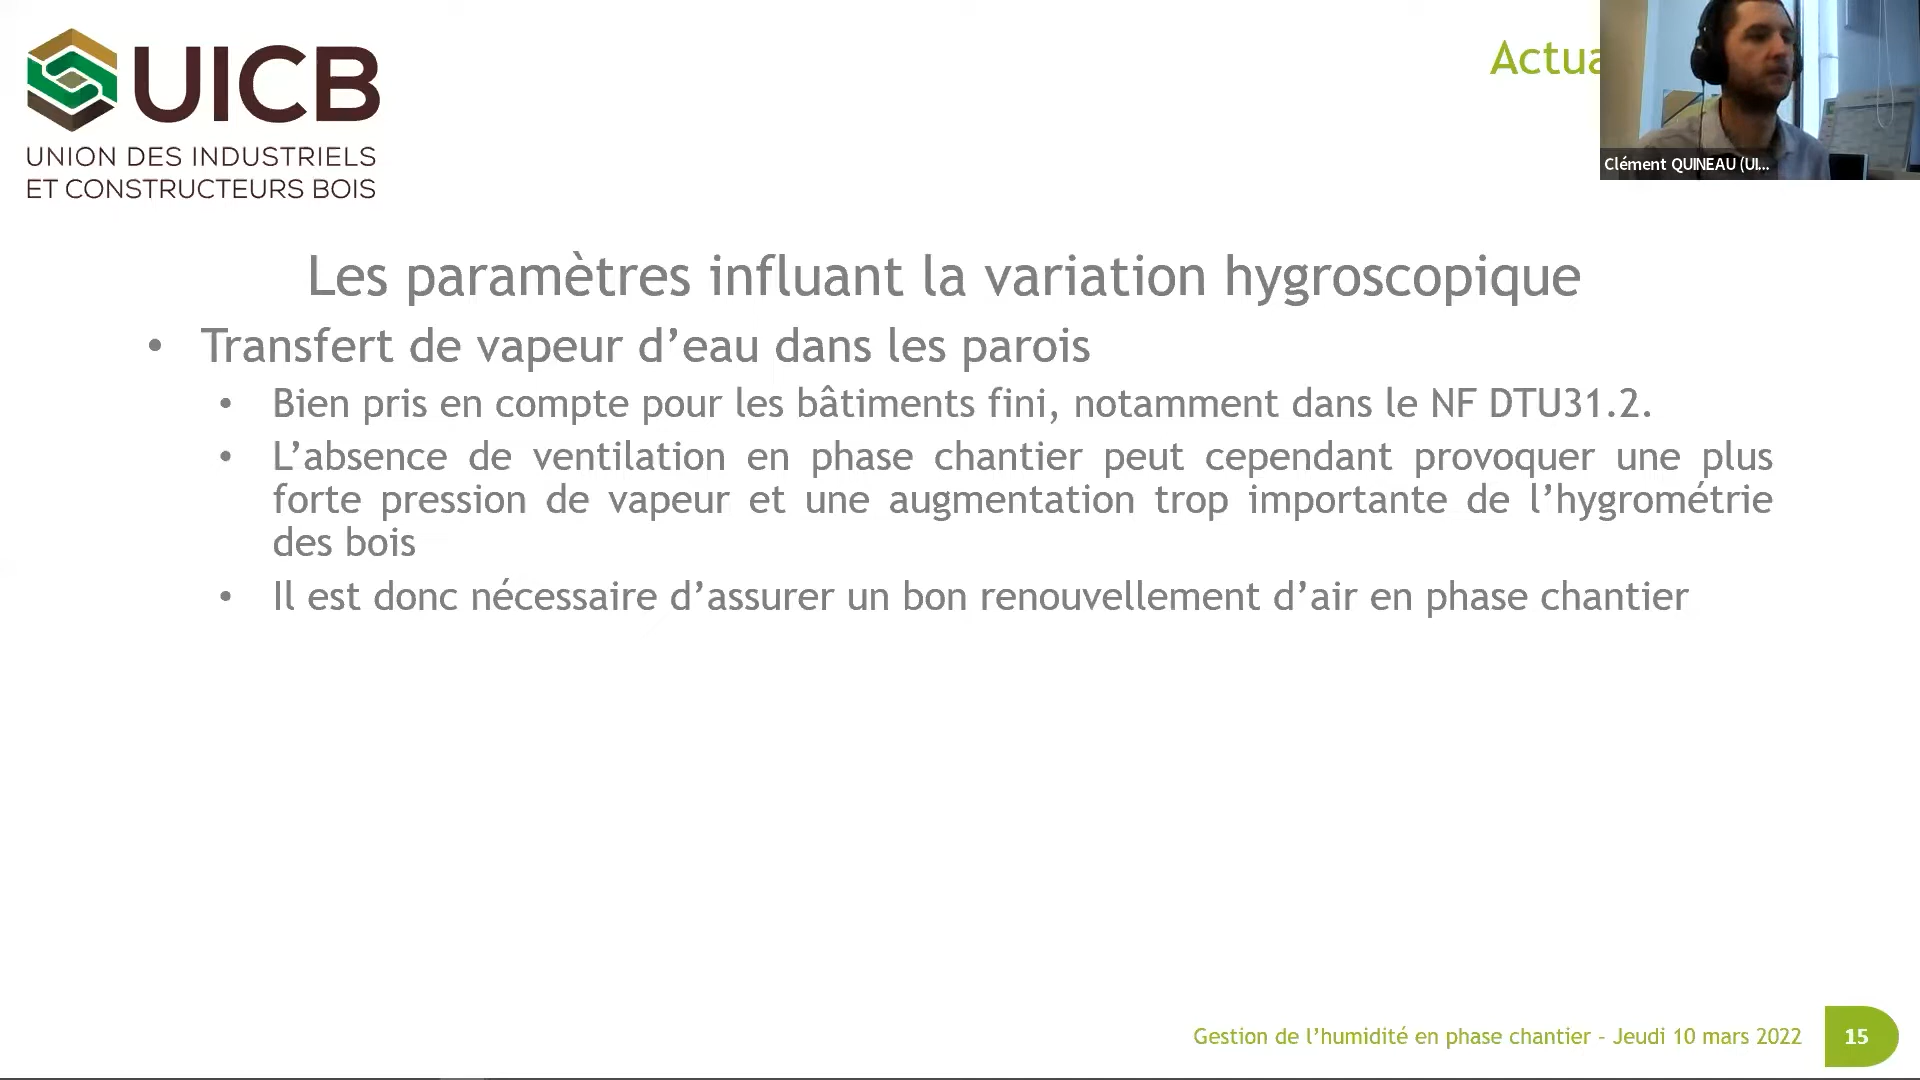 UICB
UNION DES INDUSTRIELS
ET CONSTRUCTEURS BOIS
Clément QUINEAU (UI...
Les paramètres influant la variation hygroscopique
• Transfert de vapeur d’eau dans les parois
• Bien pris en compte pour les bâtiments fini, notamment dans le NF DTU31.2.
• L’absence de ventilation en phase chantier peut cependant provoquer une plus
forte pression de vapeur et une augmentation trop importante de l’hygrométrie
des bois
• Il est donc nécessaire d’assurer un bon renouvellement d’air en phase chantier
Gestion de l’humidité en phase chantier – Jeudi 10 mars 2022
15